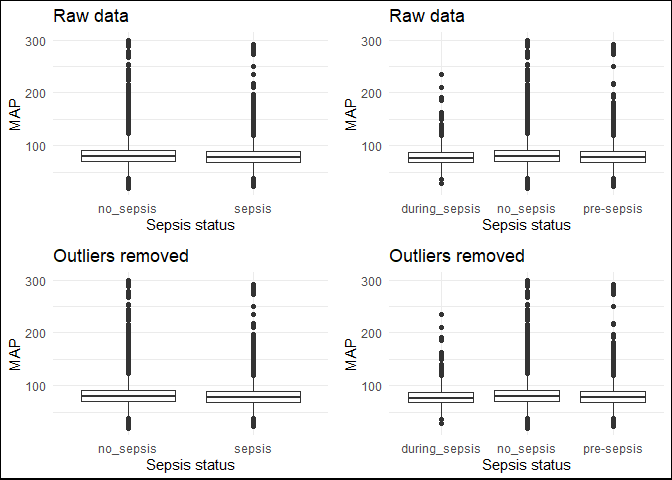 Raw data
MAP
300
200
100
no_sepsis
sepsis
Sepsis status
Raw data
MAP
300
200
100
during_sepsis
no_sepsis
pre-sepsis
Sepsis status
Outliers removed
MAP
300
200
100
no_sepsis
sepsis
Sepsis status
Outliers removed
MAP
300
200
100
during_sepsis
no_sepsis
pre-sepsis
Sepsis status